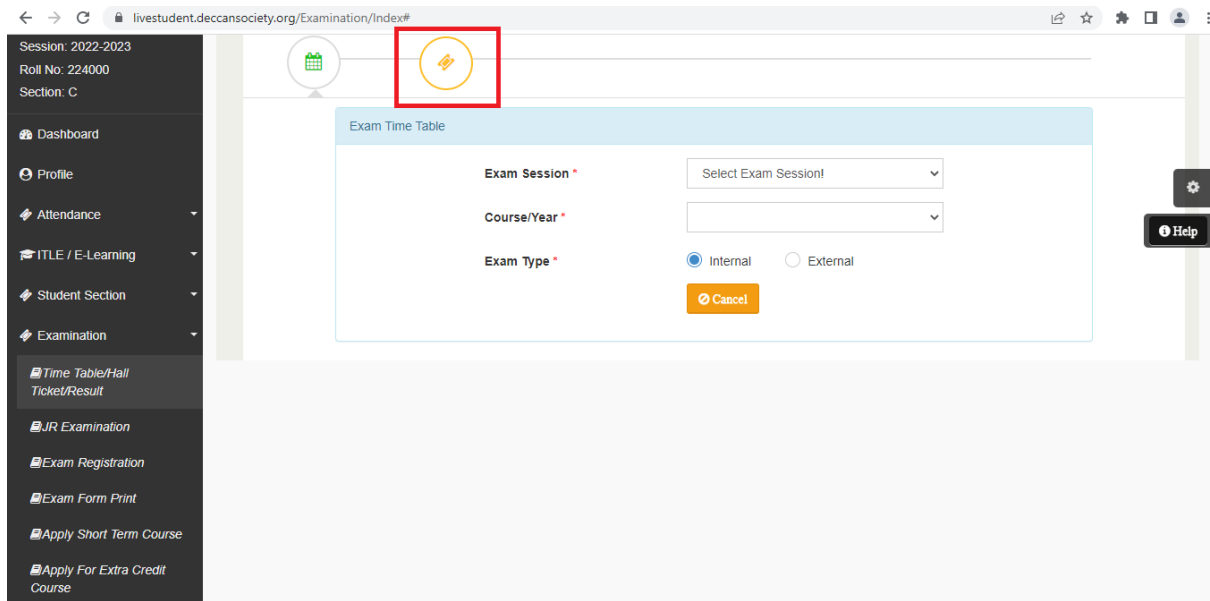 livestudent.deccansociety.org/Examination/Index#
Session: 2022-2023
Roll No: 224000
Section: C
Dashboard
Profile
Attendance
ITLE / E-Learning
Student Section
Examination
Time Table/Hall
Ticket/Result
JR Examination
Exam Registration
Exam Form Print
Apply Short Term Course
Apply For Extra Credit
Course
Exam Time Table
Exam Session *
Select Exam Session!
Course/Year *
Exam Type *
Internal
External
Cancel
Help